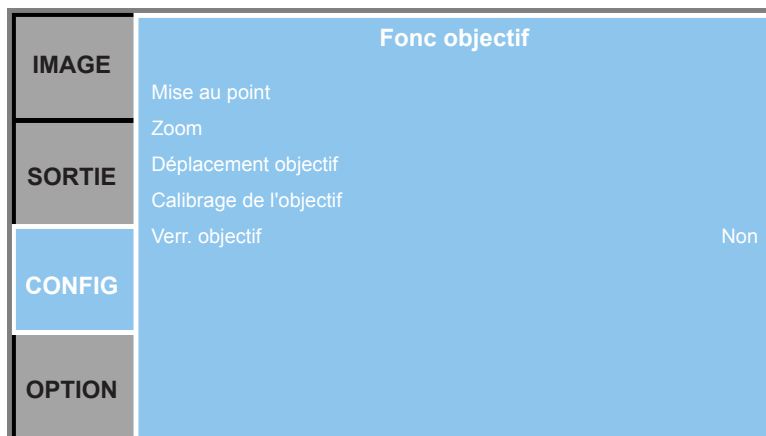 IMAGE
SORTIE
CONFIG
OPTION
Fonc objectif
Mise au point
Zoom
Déplacement objectif
Calibrage de l'objectif
Verr. objectif Non